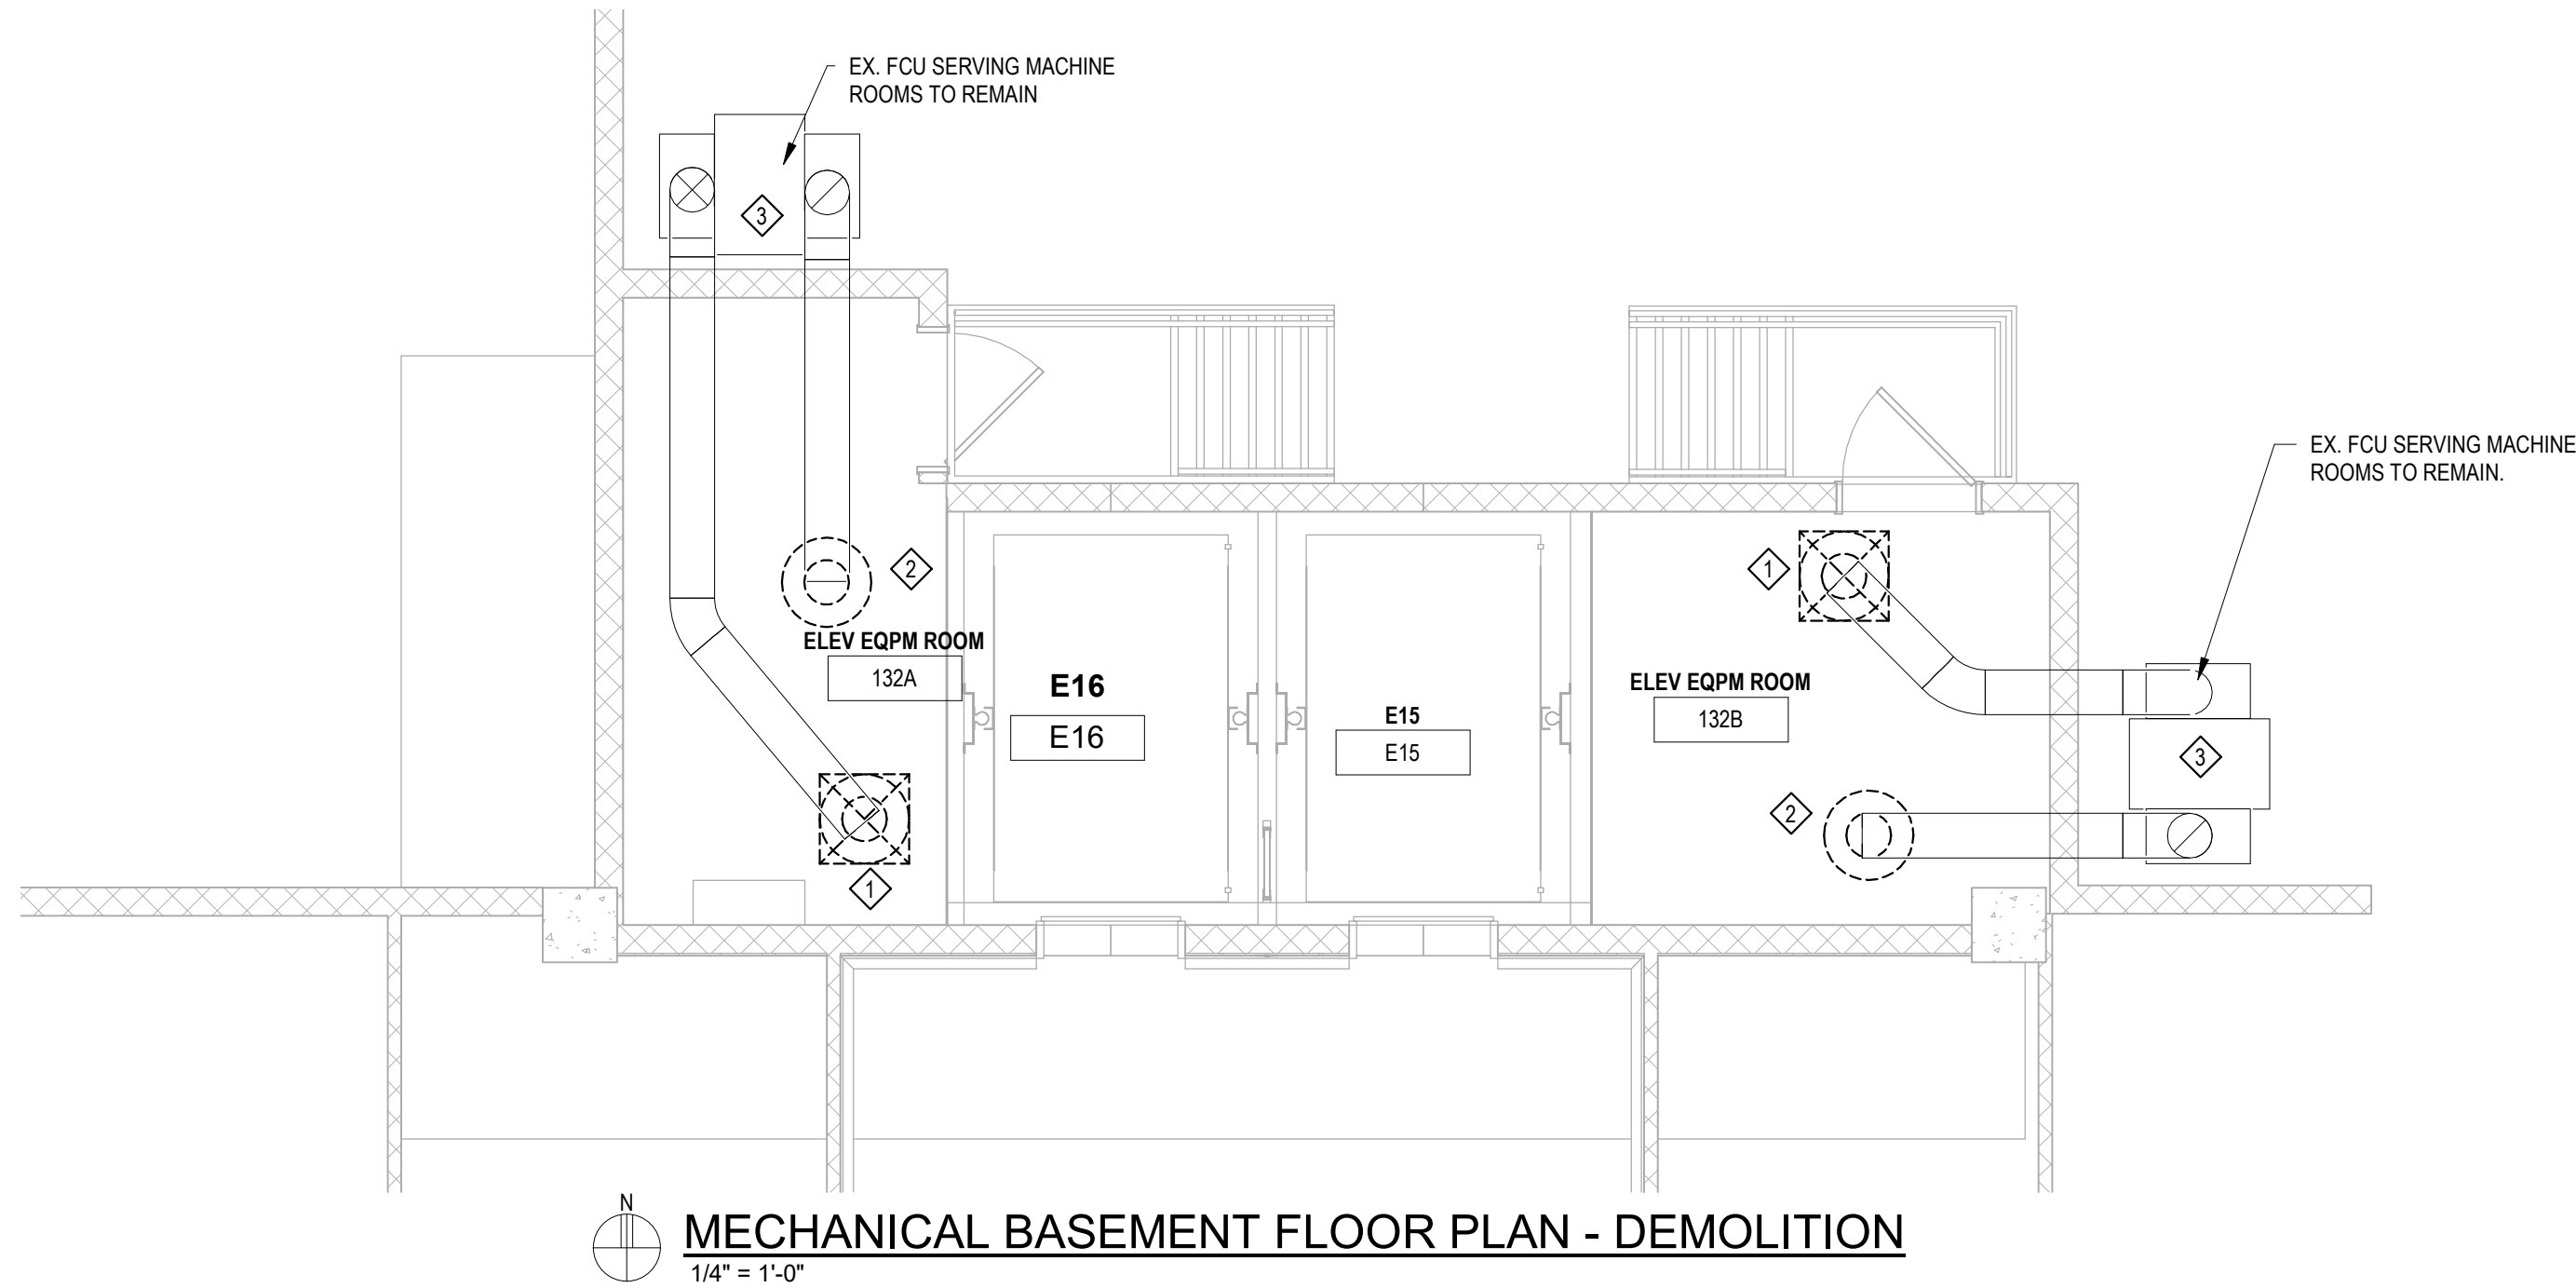 EX. FCU SERVING MACHINE
ROOMS TO REMAIN
3
EX. FCU SERVING MACHINE
ROOMS TO REMAIN.
2
1
ELEV EQPM ROOM
132A
E16
E16
E15
E15
ELEV EQPM ROOM
132B
3
2
1
N
MECHANICAL BASEMENT FLOOR PLAN - DEMOLITION
1/4" = 1'-0"